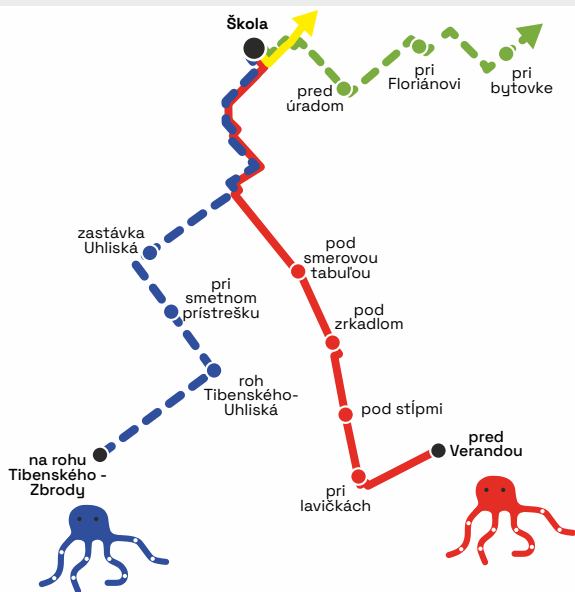 Škola
pred
úradom
pri
Floriánovi
pri
bytovke
zastávka
Uhliská
pri
smetnom
prístrešku
roh
Tibenského-
Uhliská
na rohu
Tibenského -
Zbrody
pod
smerovou
tabuľou
pod
zrkadlom
pod stĺpmi
pri
lavičkách
pred
Verandou